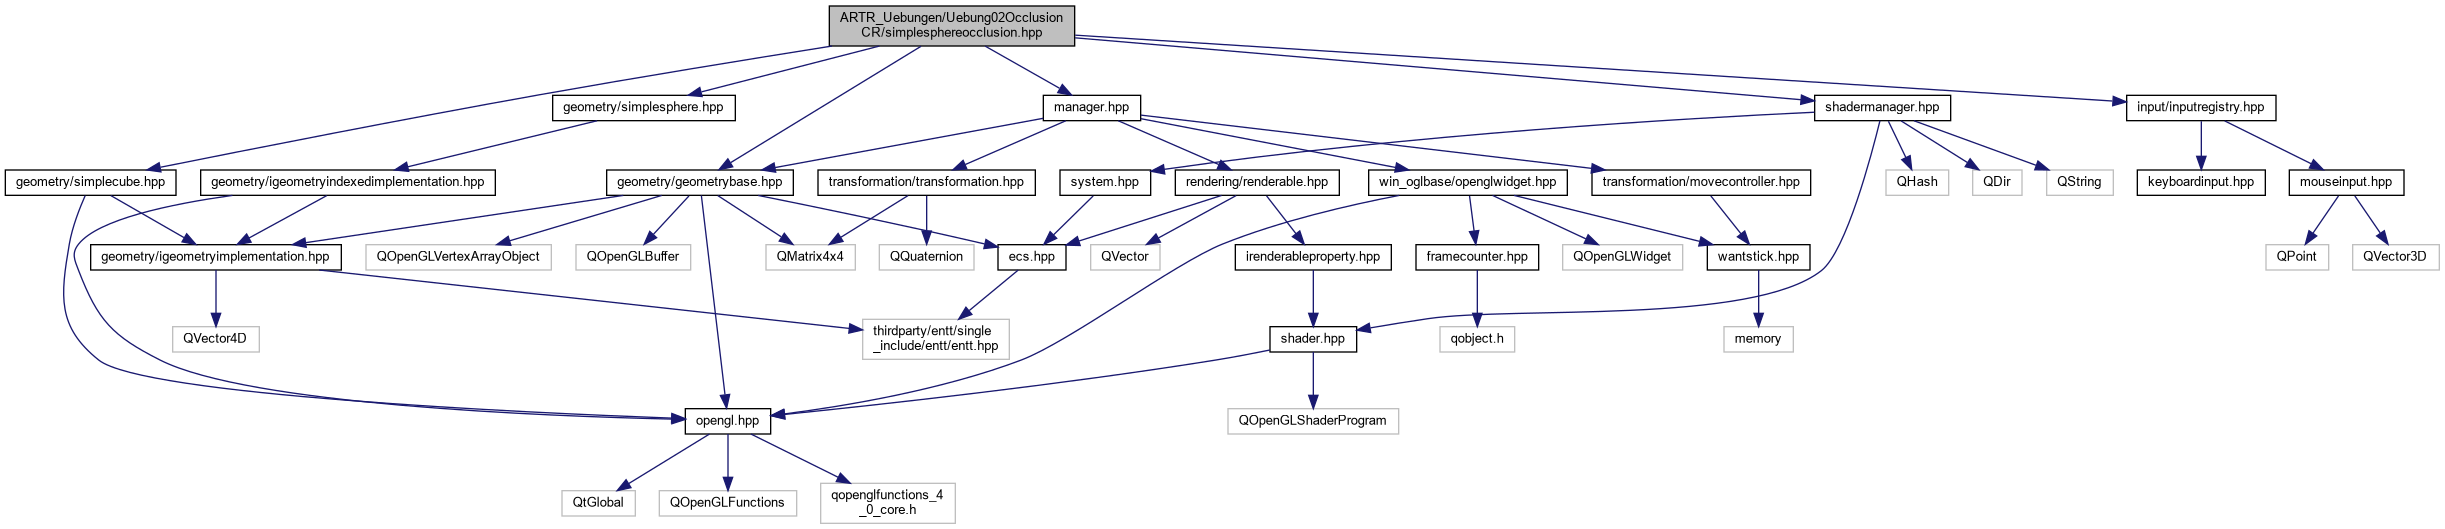 ARTR_Uebungen/Uebung02Occlusion
CR/simplesphereocclusion.hpp
geometry/simplesphere.hpp
manager.hpp
shadermanager.hpp
input/inputregistry.hpp
geometry/simplecube.hpp
geometry/igeometryindexedimplementation.hpp
geometry/geometrybase.hpp
transformation/transformation.hpp
system.hpp
rendering/renderable.hpp
win_oglbase/openglwidget.hpp
transformation/movecontroller.hpp
QHash
QDir
QString
keyboardinput.hpp
mouseinput.hpp
geometry/igeometryimplementation.hpp
QOpenGLVertexArrayObject
QOpenGLBuffer
QMatrix4x4
QQuaternion
ecs.hpp
QVector
irenderableproperty.hpp
framecounter.hpp
QOpenGLWidget
wantstick.hpp
QPoint
QVector3D
QVector4D
thirdparty/entt/single
_include/entt/entt.hpp
shader.hpp
qobject.h
memory
opengl.hpp
QOpenGLShaderProgram
QtGlobal
QOpenGLFunctions
qopenglfunctions_4
_0_core.h